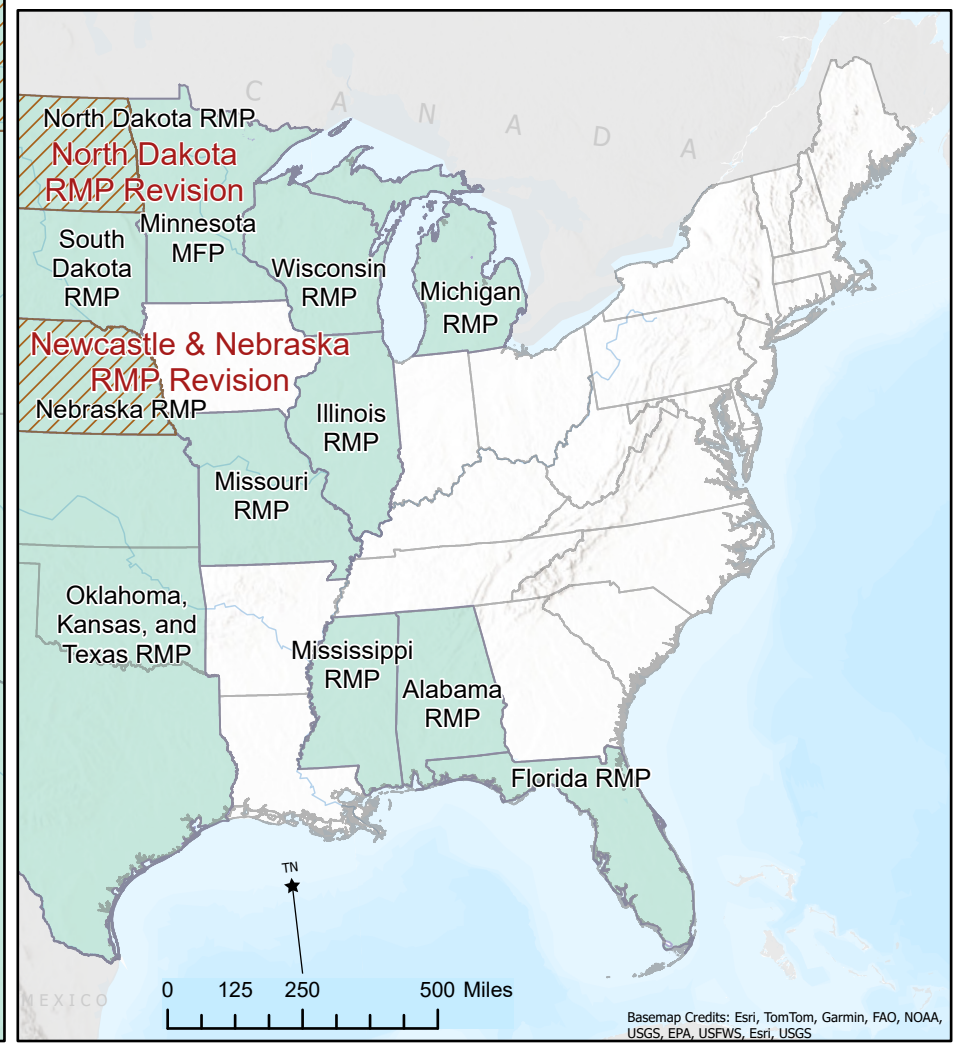 C A N A D A
North Dakota RMP
North Dakota
RMP Revision
Minnesota
MFP
South
Dakota
RMP
Wisconsin
RMP
Michigan
RMP
Newcastle & Nebraska
RMP Revision
Nebraska RMP
Illinois
RMP
Missouri
RMP
Oklahoma,
Kansas, and
Texas RMP
Mississippi
RMP
Alabama
RMP
Florida RMP
TN
MEXICO
0 125 250 500 Miles
Basemap Credits: Esri, TomTom, Garmin, FAO, NOAA,
USGS, EPA, USFWS, Esri, USGS